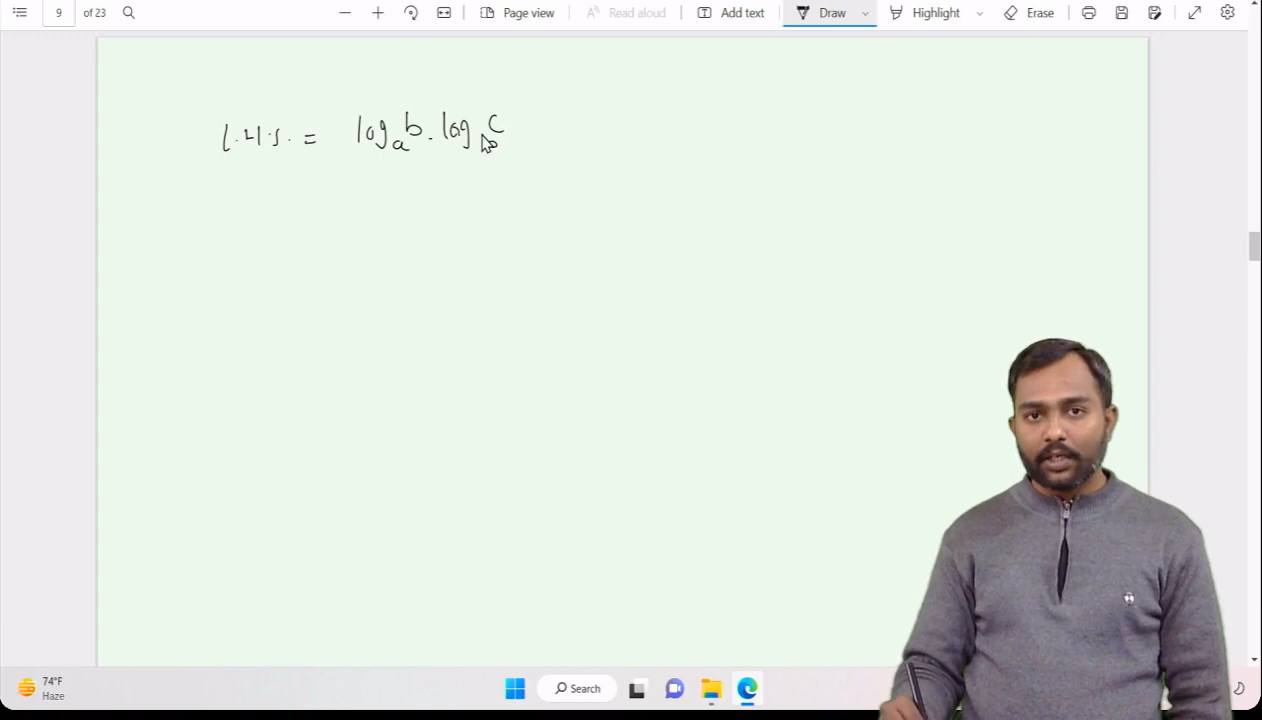 9 of 23 Page view Read aloud Add text Draw Highlight Erase
L.H.S. = log_a b . log_b c
74°F
Haze
Search